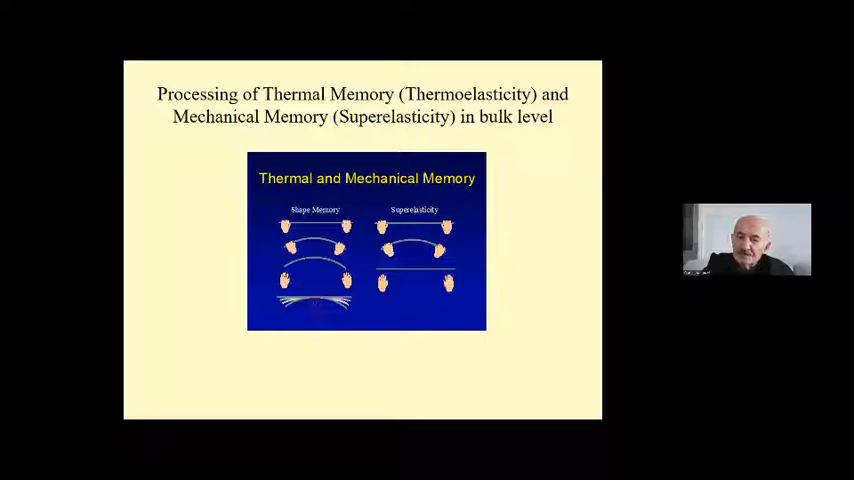 Processing of Thermal Memory (Thermoelasticity) and
Mechanical Memory (Superelasticity) in bulk level
Thermal and Mechanical Memory
Shape Memory
Superelasticity